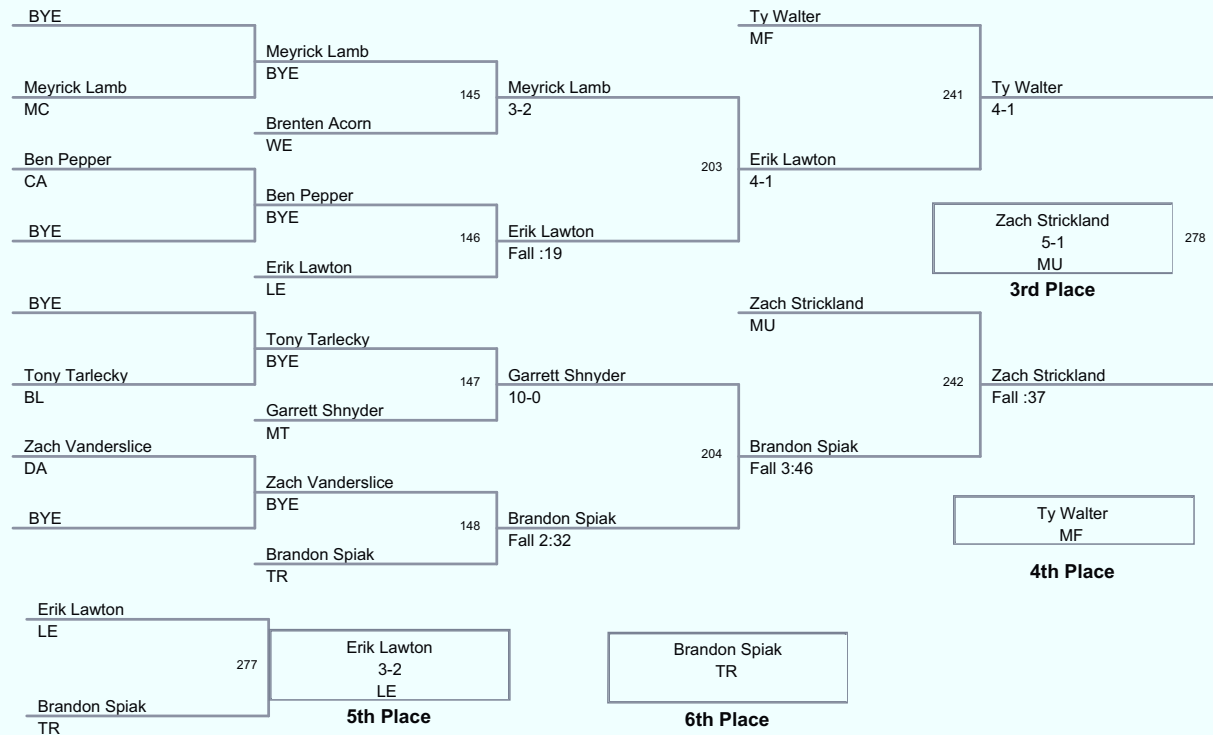 BYE
Ty Walter
MF
Meyrick Lamb
BYE
Meyrick Lamb
MC
145
Meyrick Lamb
3-2
241
Ty Walter
4-1
Brenten Acorn
WE
Ben Pepper
CA
203
Erik Lawton
4-1
Ben Pepper
BYE
BYE
146
Erik Lawton
Fall :19
Zach Strickland
5-1
MU
278
3rd Place
Erik Lawton
LE
BYE
Zach Strickland
MU
Tony Tarlecky
BYE
Tony Tarlecky
BL
147
Garrett Shnyder
10-0
242
Zach Strickland
Fall :37
Garrett Shnyder
MT
Zach Vanderslice
DA
204
Brandon Spiak
Fall 3:46
Zach Vanderslice
BYE
BYE
148
Brandon Spiak
Fall 2:32
Ty Walter
MF
4th Place
Brandon Spiak
TR
Erik Lawton
LE
277
Erik Lawton
3-2
LE
5th Place
Brandon Spiak
TR
6th Place
Brandon Spiak
TR